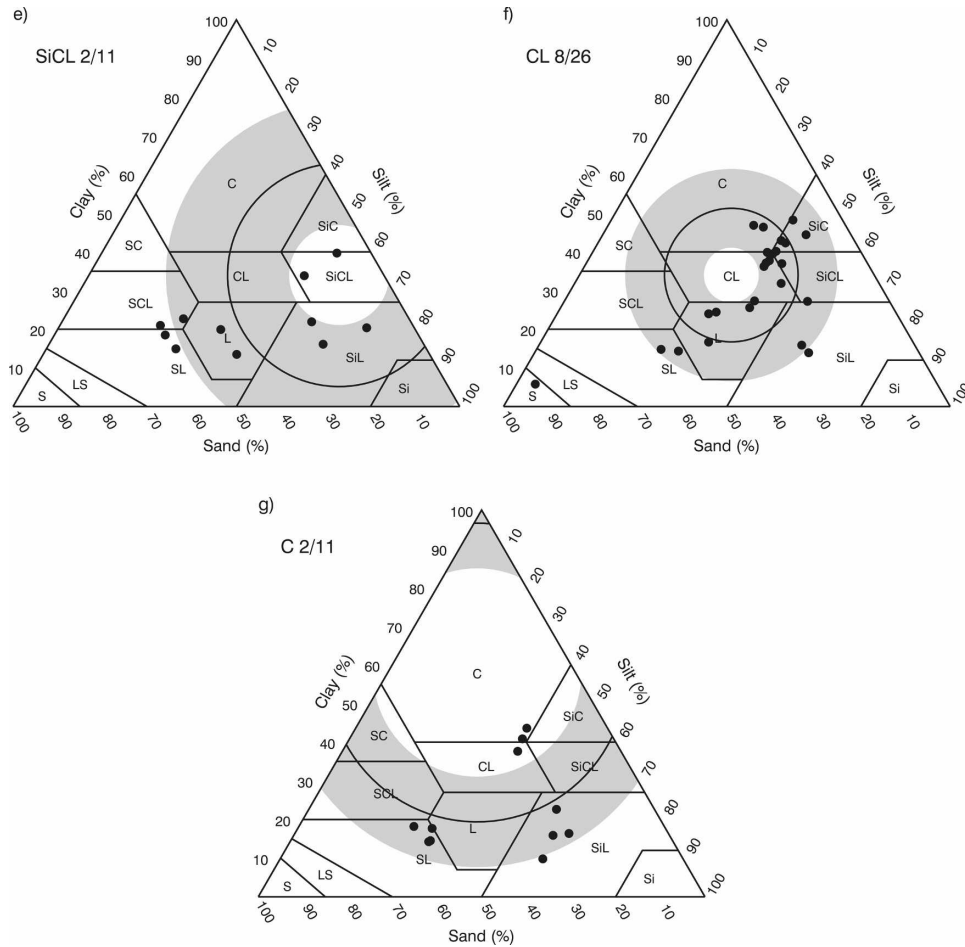 e)
SiCL 2/11
Clay (%)
100
90
80
70
60
50
40
30
20
10
Silt (%)
10
20
30
40
50
60
70
80
90
100
C
SiC
SC
CL
SiCL
SCL
L
SiL
SL
LS
S
Si
100
90
80
70
60
50
40
30
20
10
Sand (%)
f)
CL 8/26
Clay (%)
100
90
80
70
60
50
40
30
20
10
Silt (%)
10
20
30
40
50
60
70
80
90
100
C
SiC
SC
CL
SiCL
SCL
L
SiL
SL
LS
S
Si
100
90
80
70
60
50
40
30
20
10
Sand (%)
g)
C 2/11
Clay (%)
100
90
80
70
60
50
40
30
20
10
Silt (%)
10
20
30
40
50
60
70
80
90
100
C
SiC
SC
CL
SiCL
SCL
L
SiL
SL
LS
S
Si
100
90
80
70
60
50
40
30
20
10
Sand (%)